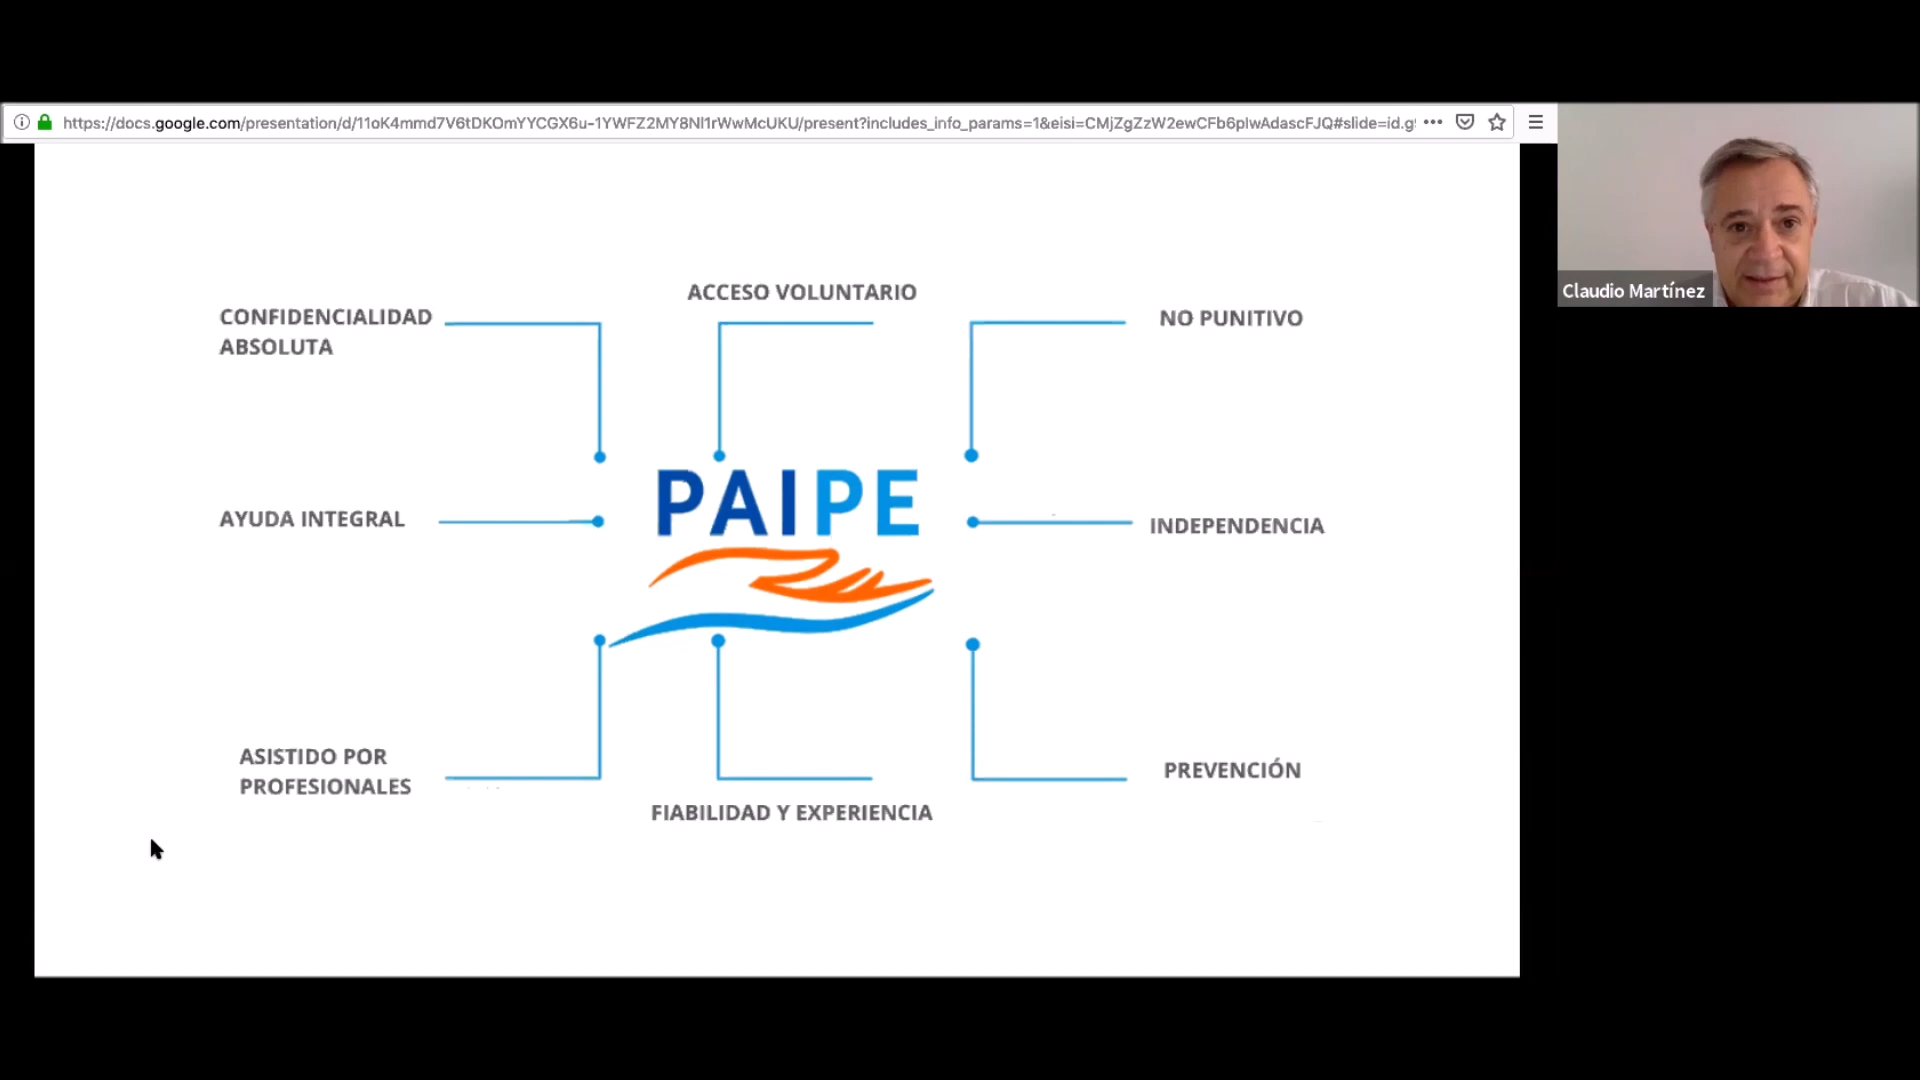 https://docs.google.com/presentation/d/11oK4mmd7V6tDKOmYYCGX6u-1YWFZ2MY8Nl1rWwMcUKU/present?includes_info_params=1&eisi=CMjZgZzW2ewCFb6plwAdascFJQ#slide=id.g
Claudio Martínez
ACCESO VOLUNTARIO
CONFIDENCIALIDAD
ABSOLUTA
NO PUNITIVO
PAIPE
AYUDA INTEGRAL
INDEPENDENCIA
ASISTIDO POR
PROFESIONALES
PREVENCIÓN
FIABILIDAD Y EXPERIENCIA